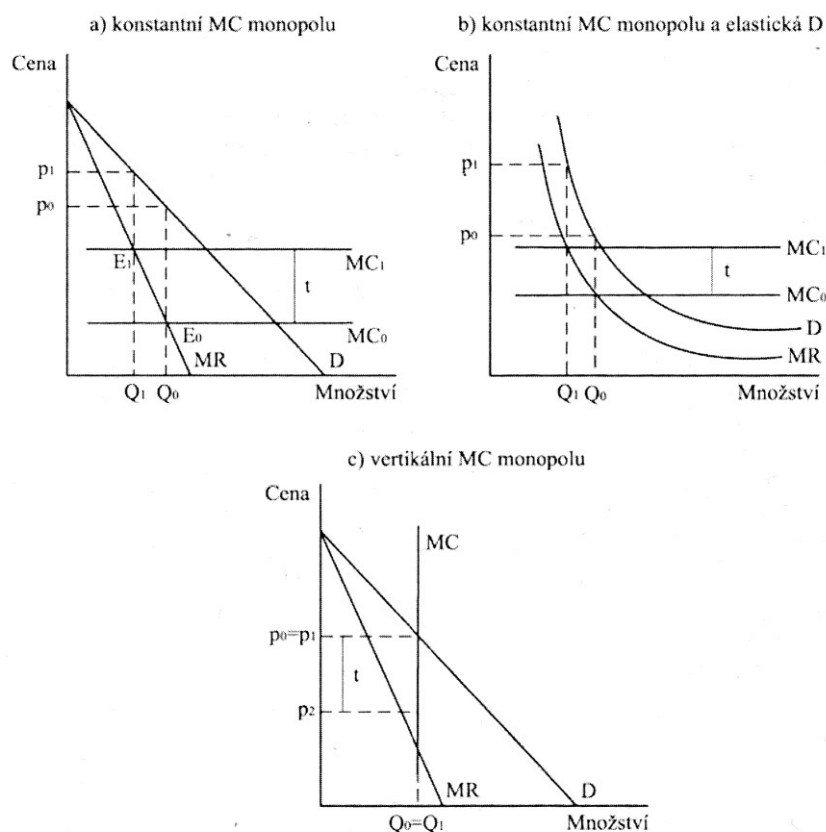 a) konstantní MC monopolu
Cena
p₁
p₀
E₁
MC₁
t
E₀
MC₀
MR
D
Q₁ Q₀
Množství
b) konstantní MC monopolu a elastická D
Cena
p₁
p₀
MC₁
t
MC₀
D
MR
Q₁ Q₀
Množství
c) vertikální MC monopolu
Cena
MC
p₀=p₁
t
p₂
MR
D
Q₀=Q₁
Množství